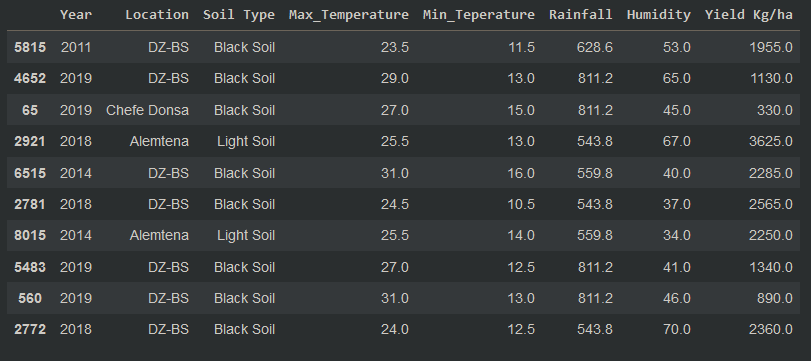 Year Location Soil Type Max_Temperature Min_Teperature Rainfall Humidity Yield Kg/ha
5815 2011 DZ-BS Black Soil 23.5 11.5 628.6 53.0 1955.0
4652 2019 DZ-BS Black Soil 29.0 13.0 811.2 65.0 1130.0
65 2019 Chefe Donsa Black Soil 27.0 15.0 811.2 45.0 330.0
2921 2018 Alemtena Light Soil 25.5 13.0 543.8 67.0 3625.0
6515 2014 DZ-BS Black Soil 31.0 16.0 559.8 40.0 2285.0
2781 2018 DZ-BS Black Soil 24.5 10.5 543.8 37.0 2565.0
8015 2014 Alemtena Light Soil 25.5 14.0 559.8 34.0 2250.0
5483 2019 DZ-BS Black Soil 27.0 12.5 811.2 41.0 1340.0
560 2019 DZ-BS Black Soil 31.0 13.0 811.2 46.0 890.0
2772 2018 DZ-BS Black Soil 24.0 12.5 543.8 70.0 2360.0